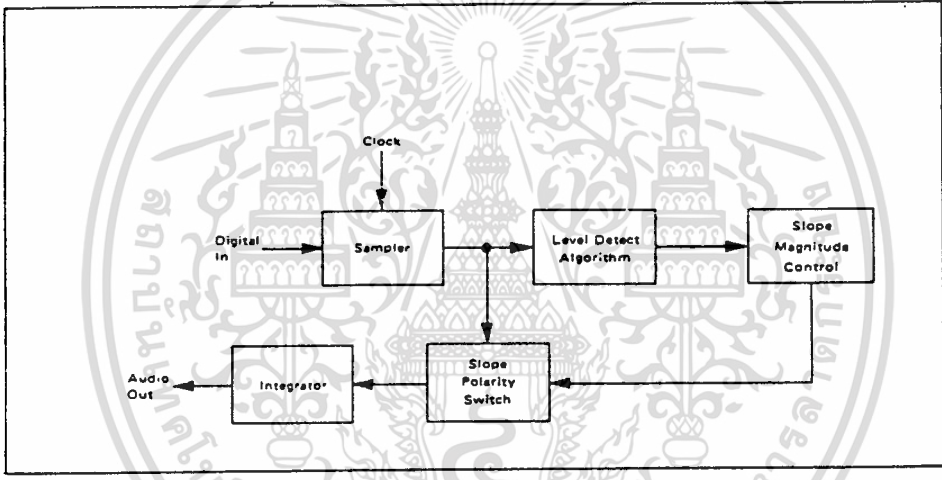 Clock
Digital
In
Sampler
Level Detect
Algorithm
Slope
Magnitude
Control
Audio
Out
Integrator
Slope
Polarity
Switch